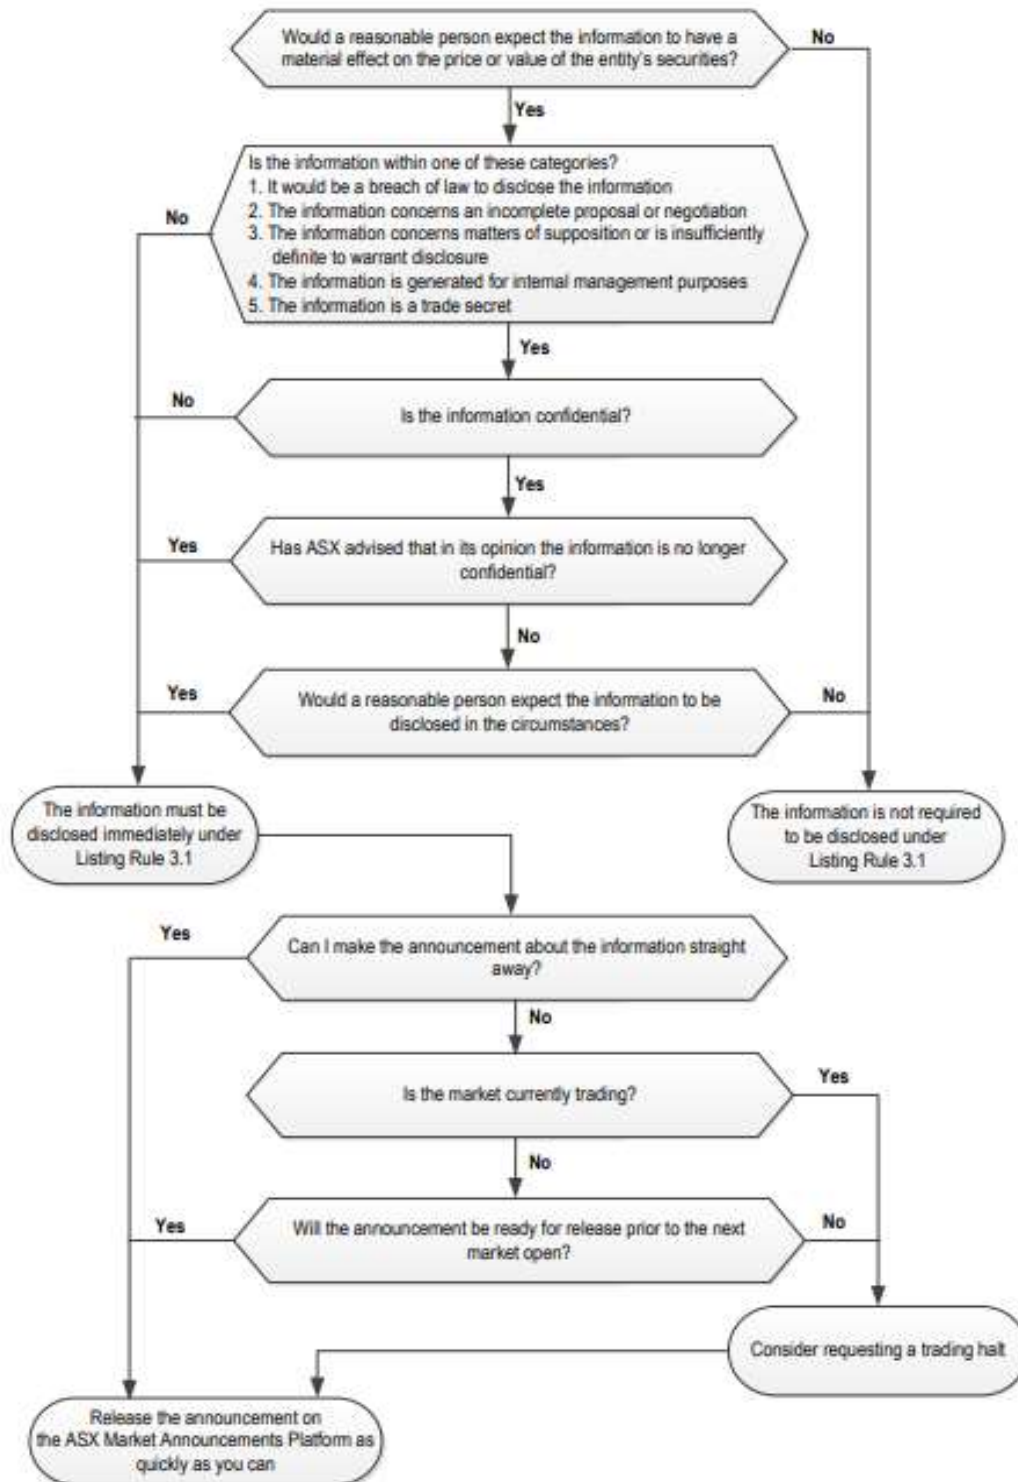 Would a reasonable person expect the information to have a
material effect on the price or value of the entity's securities?
No
Yes
Is the information within one of these categories?
1. It would be a breach of law to disclose the information
2. The information concerns an incomplete proposal or negotiation
3. The information concerns matters of supposition or is insufficiently
definite to warrant disclosure
4. The information is generated for internal management purposes
5. The information is a trade secret
No
Yes
Is the information confidential?
No
Yes
Has ASX advised that in its opinion the information is no longer
confidential?
Yes
No
Would a reasonable person expect the information to be
disclosed in the circumstances?
Yes
No
The information must be
disclosed immediately under
Listing Rule 3.1
The information is not required
to be disclosed under
Listing Rule 3.1
Can I make the announcement about the information straight
away?
Yes
No
Is the market currently trading?
Yes
No
Will the announcement be ready for release prior to the next
market open?
Yes
No
Consider requesting a trading halt
Release the announcement on
the ASX Market Announcements Platform as
quickly as you can